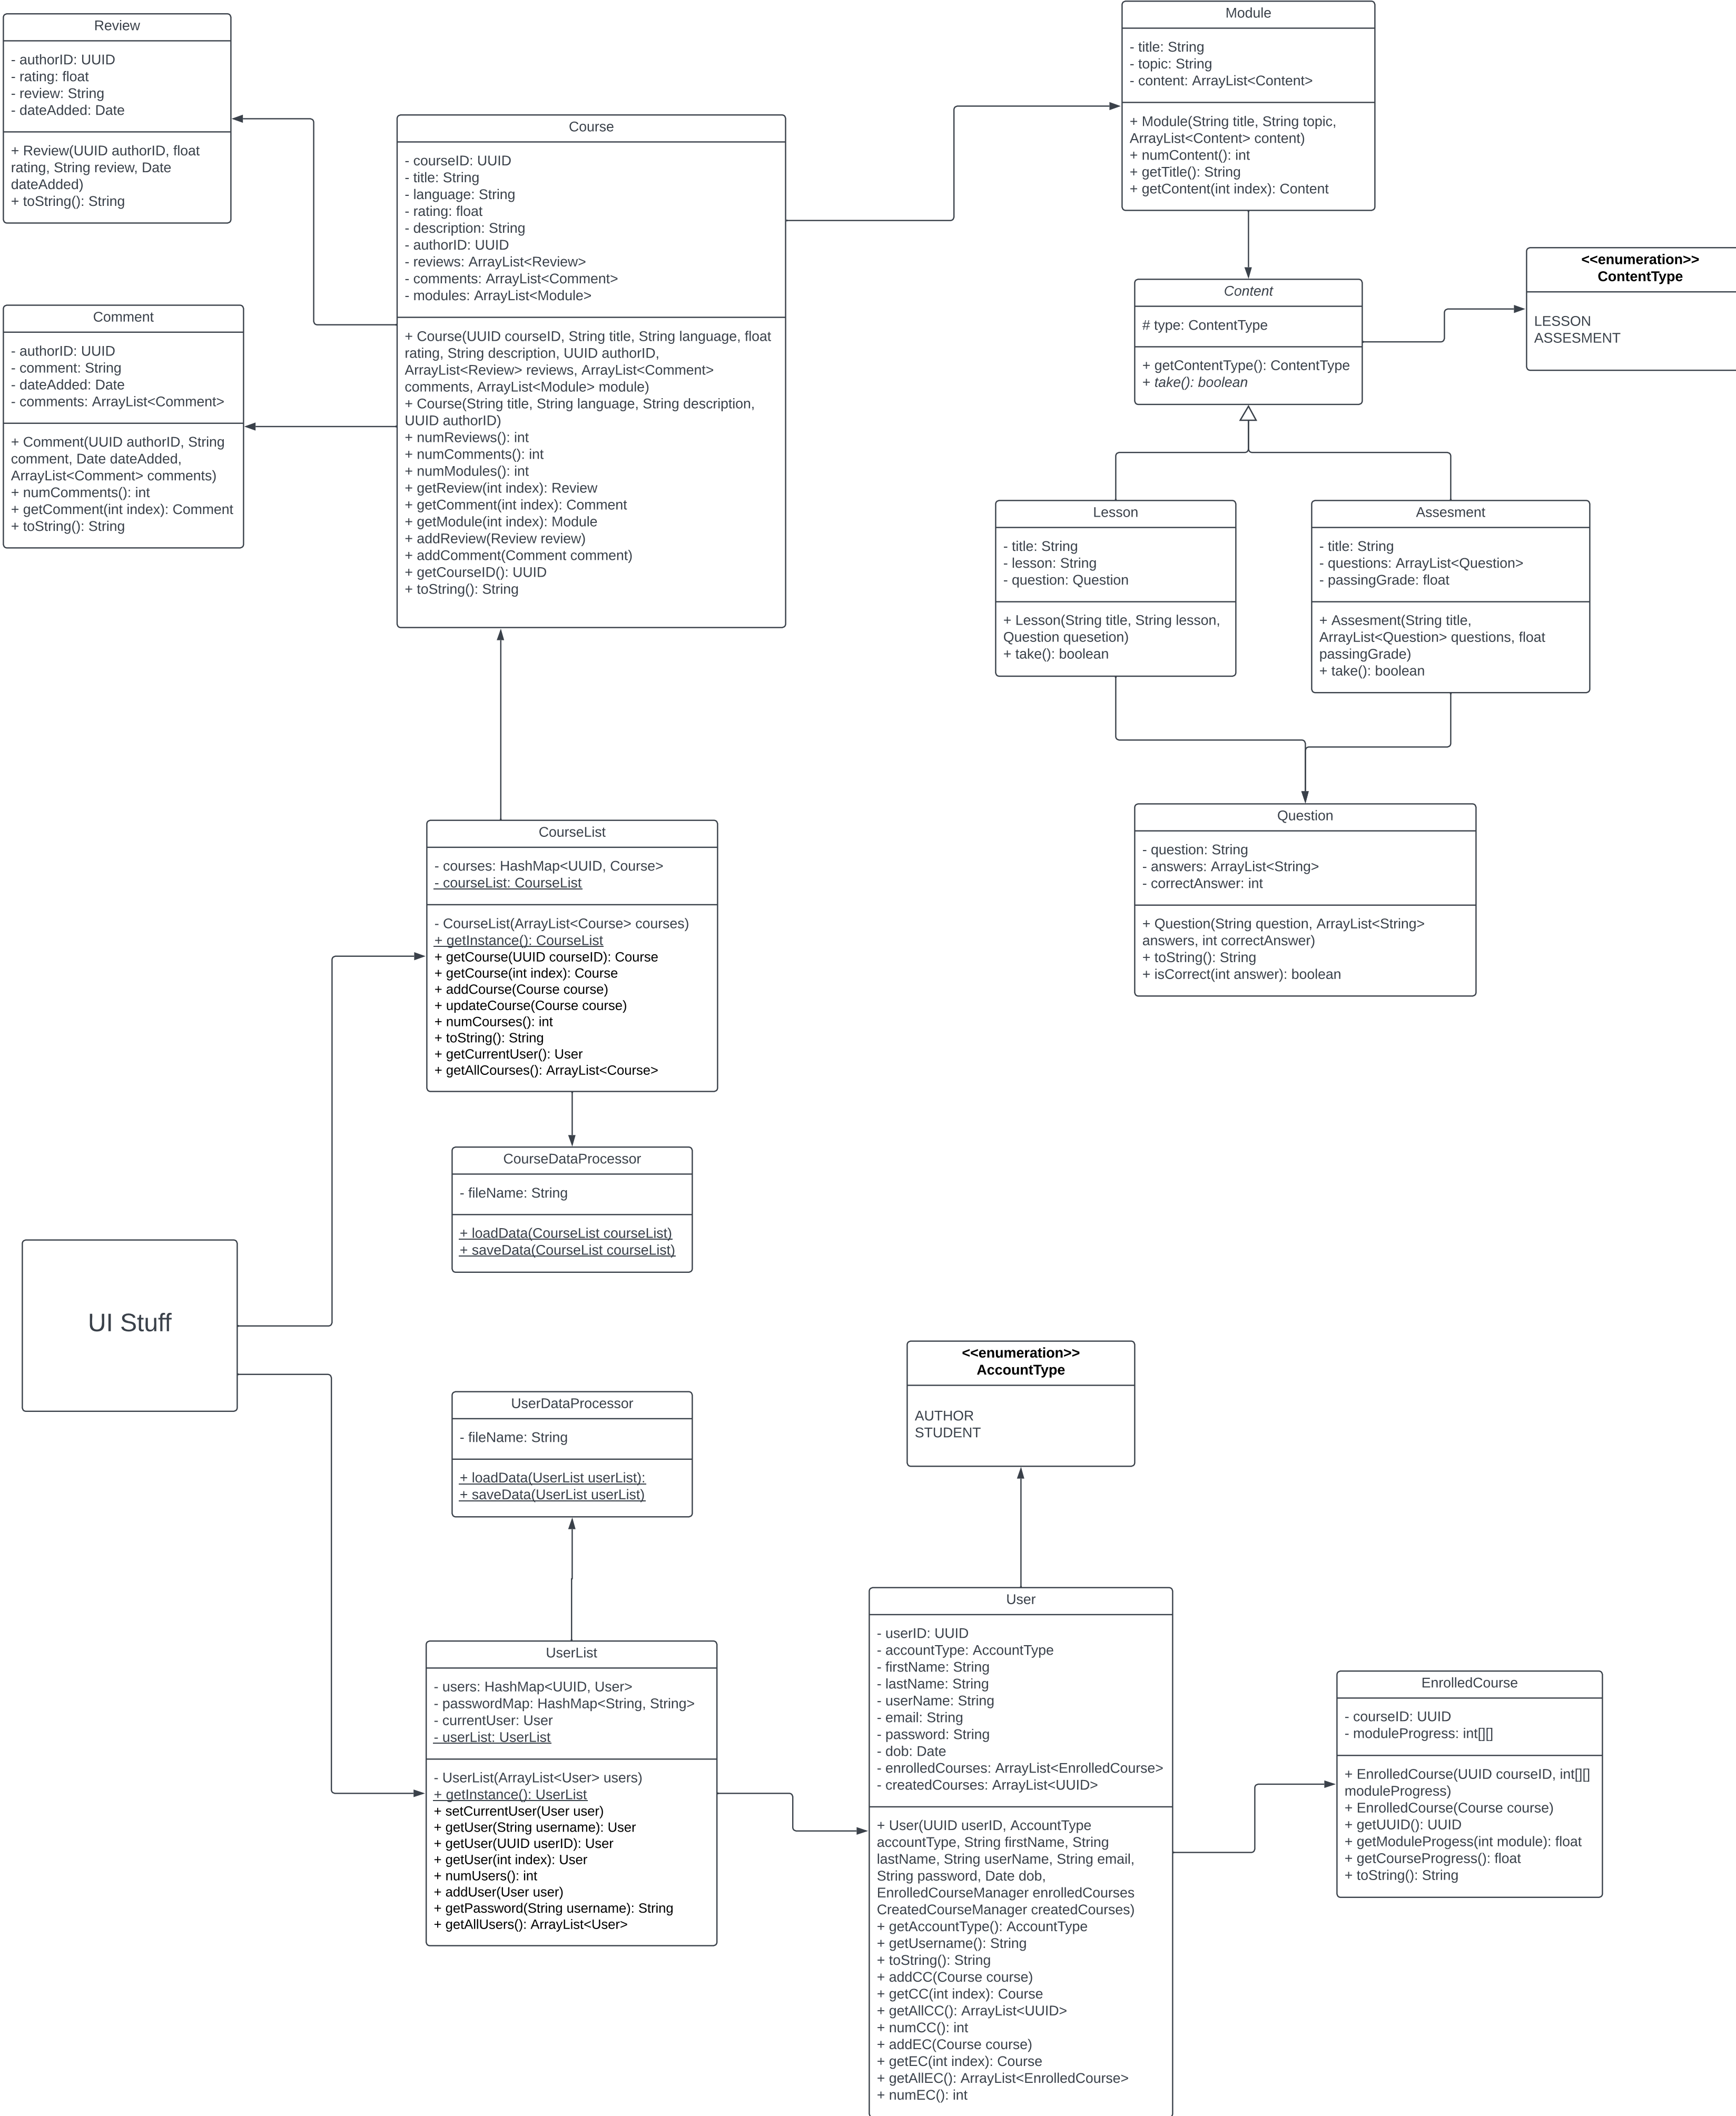 Review
- authorID: UUID
- rating: float
- review: String
- dateAdded: Date
+ Review(UUID authorID, float
rating, String review, Date
dateAdded)
+ toString(): String
Comment
- authorID: UUID
- comment: String
- dateAdded: Date
- comments: ArrayList<Comment>
+ Comment(UUID authorID, String
comment, Date dateAdded,
ArrayList<Comment> comments)
+ numComments(): int
+ getComment(int index): Comment
+ toString(): String
Course
- courseID: UUID
- title: String
- language: String
- rating: float
- description: String
- authorID: UUID
- reviews: ArrayList<Review>
- comments: ArrayList<Comment>
- modules: ArrayList<Module>
+ Course(UUID courseID, String title, String language, float
rating, String description, UUID authorID,
ArrayList<Review> reviews, ArrayList<Comment>
comments, ArrayList<Module> module)
+ Course(String title, String language, String description,
UUID authorID)
+ numReviews(): int
+ numComments(): int
+ numModules(): int
+ getReview(int index): Review
+ getComment(int index): Comment
+ getModule(int index): Module
+ addReview(Review review)
+ addComment(Comment comment)
+ getCourseID(): UUID
+ toString(): String
Module
- title: String
- topic: String
- content: ArrayList<Content>
+ Module(String title, String topic,
ArrayList<Content> content)
+ numContent(): int
+ getTitle(): String
+ getContent(int index): Content
Content
# type: ContentType
+ getContentType(): ContentType
+ take(): boolean
<<enumeration>>
ContentType
LESSON
ASSESMENT
Lesson
- title: String
- lesson: String
- question: Question
+ Lesson(String title, String lesson,
Question quesetion)
+ take(): boolean
Assesment
- title: String
- questions: ArrayList<Question>
- passingGrade: float
+ Assesment(String title,
ArrayList<Question> questions, float
passingGrade)
+ take(): boolean
Question
- question: String
- answers: ArrayList<String>
- correctAnswer: int
+ Question(String question, ArrayList<String>
answers, int correctAnswer)
+ toString(): String
+ isCorrect(int answer): boolean
CourseList
- courses: HashMap<UUID, Course>
- courseList: CourseList
- CourseList(ArrayList<Course> courses)
+ getInstance(): CourseList
+ getCourse(UUID courseID): Course
+ getCourse(int index): Course
+ addCourse(Course course)
+ updateCourse(Course course)
+ numCourses(): int
+ toString(): String
+ getCurrentUser(): User
+ getAllCourses(): ArrayList<Course>
CourseDataProcessor
- fileName: String
+ loadData(CourseList courseList)
+ saveData(CourseList courseList)
UI Stuff
UserDataProcessor
- fileName: String
+ loadData(UserList userList):
+ saveData(UserList userList)
UserList
- users: HashMap<UUID, User>
- passwordMap: HashMap<String, String>
- currentUser: User
- userList: UserList
- UserList(ArrayList<User> users)
+ getInstance(): UserList
+ setCurrentUser(User user)
+ getUser(String username): User
+ getUser(UUID userID): User
+ getUser(int index): User
+ numUsers(): int
+ addUser(User user)
+ getPassword(String username): String
+ getAllUsers(): ArrayList<User>
<<enumeration>>
AccountType
AUTHOR
STUDENT
User
- userID: UUID
- accountType: AccountType
- firstName: String
- lastName: String
- userName: String
- email: String
- password: String
- dob: Date
- enrolledCourses: ArrayList<EnrolledCourse>
- createdCourses: ArrayList<UUID>
+ User(UUID userID, AccountType
accountType, String firstName, String
lastName, String userName, String email,
String password, Date dob,
EnrolledCourseManager enrolledCourses
CreatedCourseManager createdCourses)
+ getAccountType(): AccountType
+ getUsername(): String
+ toString(): String
+ addCC(Course course)
+ getCC(int index): Course
+ getAllCC(): ArrayList<UUID>
+ numCC(): int
+ addEC(Course course)
+ getEC(int index): Course
+ getAllEC(): ArrayList<EnrolledCourse>
+ numEC(): int
EnrolledCourse
- courseID: UUID
- moduleProgress: int[][]
+ EnrolledCourse(UUID courseID, int[][]
moduleProgress)
+ EnrolledCourse(Course course)
+ getUUID(): UUID
+ getModuleProgess(int module): float
+ getCourseProgress(): float
+ toString(): String